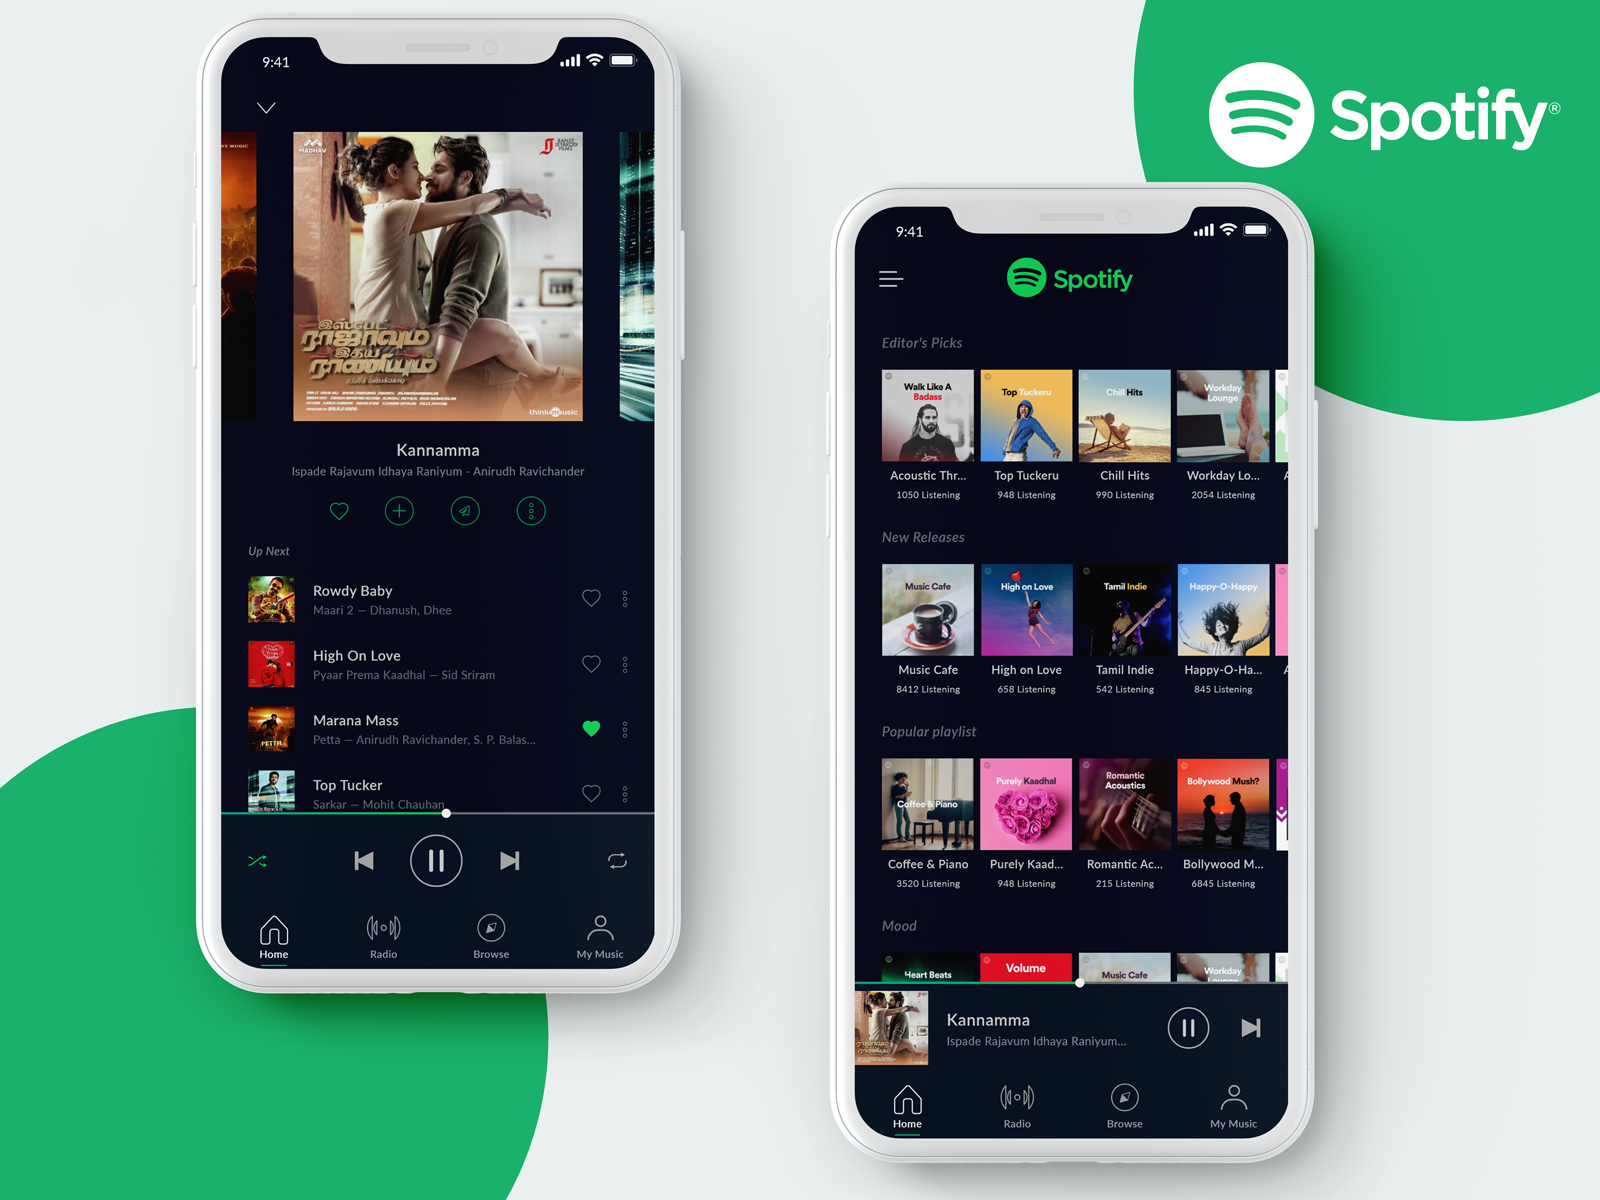 9:41
NY MUSIC
MADHAV
RANJIT
JEYAKODI
FILMS
இஸ்பேட்
ராஜாவும்
இதய
ராணியும்
thinkmusic
Kannamma
Ispade Rajavum Idhaya Raniyum - Anirudh Ravichander
Up Next
Rowdy Baby
Maari 2 — Dhanush, Dhee
High On Love
Pyaar Prema Kaadhal — Sid Sriram
PETTA
Marana Mass
Petta — Anirudh Ravichander, S. P. Balas...
Top Tucker
Sarkar — Mohit Chauhan
Home
Radio
Browse
My Music
Spotify®
9:41
Spotify
Editor's Picks
Walk Like A
Badass
Top Tuckeru
Chill Hits
Workday
Lounge
Acoustic Thr...
Top Tuckeru
Chill Hits
Workday Lo...
A
1050 Listening
948 Listening
990 Listening
2054 Listening
New Releases
Music Cafe
High on Love
Tamil Indie
Happy-O-Happy
Music Cafe
High on Love
Tamil Indie
Happy-O-Ha...
A
8412 Listening
658 Listening
542 Listening
845 Listening
Popular playlist
Coffee & Piano
Purely Kaadhal
Romantic
Acoustics
Bollywood Mush?
Coffee & Piano
Purely Kaad...
Romantic Ac...
Bollywood M...
3520 Listening
948 Listening
215 Listening
6845 Listening
Mood
Heart Beats
Volume
Music Cafe
Workday
Lounge
Kannamma
Ispade Rajavum Idhaya Raniyum...
Home
Radio
Browse
My Music